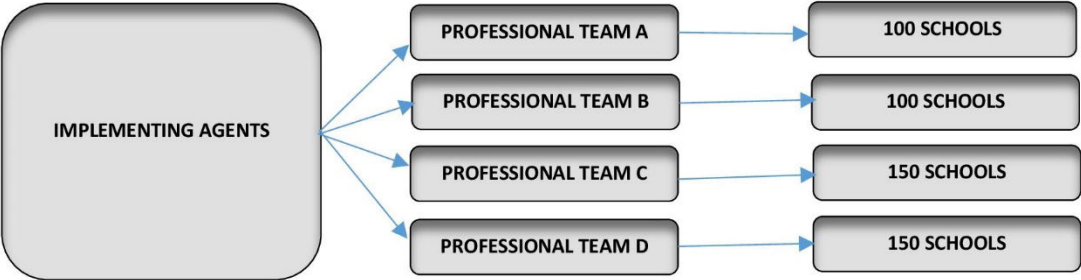 IMPLEMENTING AGENTS
PROFESSIONAL TEAM A
100 SCHOOLS
PROFESSIONAL TEAM B
100 SCHOOLS
PROFESSIONAL TEAM C
150 SCHOOLS
PROFESSIONAL TEAM D
150 SCHOOLS